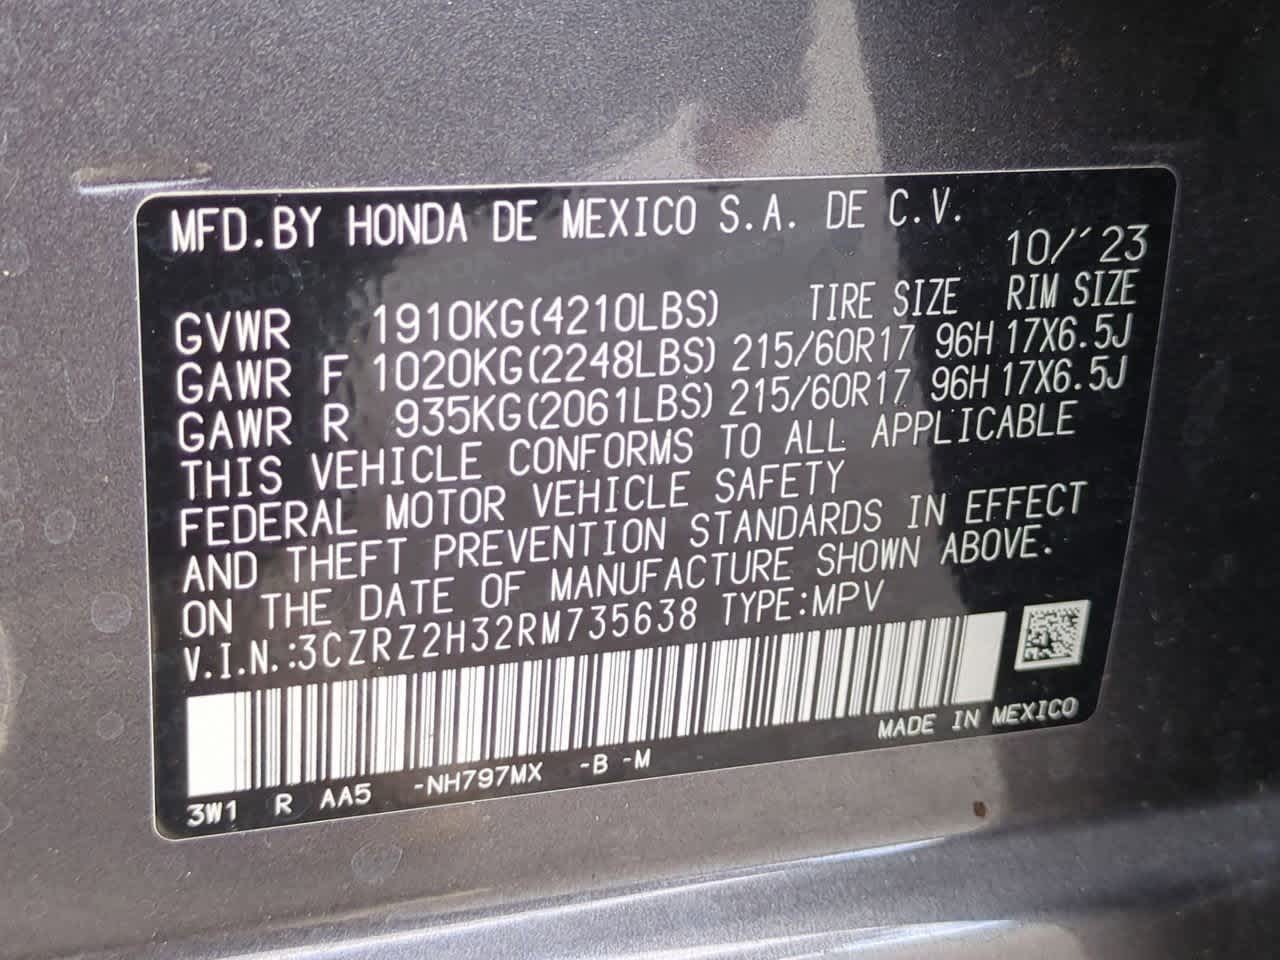 MFD.BY HONDA DE MEXICO S.A. DE C.V.
10/´23
GVWR 1910KG(4210LBS) TIRE SIZE RIM SIZE
GAWR F 1020KG(2248LBS) 215/60R17 96H 17X6.5J
GAWR R 935KG(2061LBS) 215/60R17 96H 17X6.5J
THIS VEHICLE CONFORMS TO ALL APPLICABLE
FEDERAL MOTOR VEHICLE SAFETY
AND THEFT PREVENTION STANDARDS IN EFFECT
ON THE DATE OF MANUFACTURE SHOWN ABOVE.
V.I.N.:3CZRZ2H32RM735638 TYPE:MPV
MADE IN MEXICO
3W1 R AA5 -NH797MX -B -M